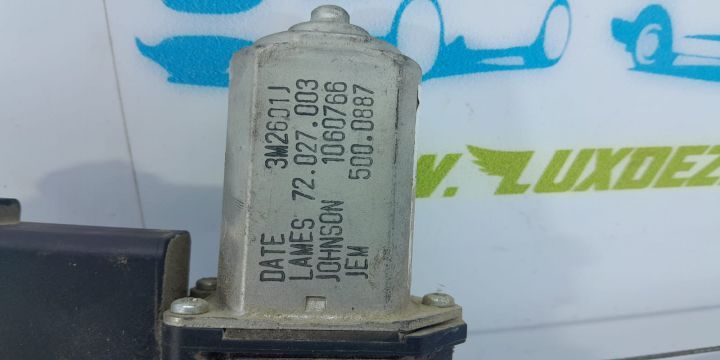 DATE 3M2601J
LAMES 72.027.003
JOHNSON 1060766
JEM 500.0887
V. LUXDEZ